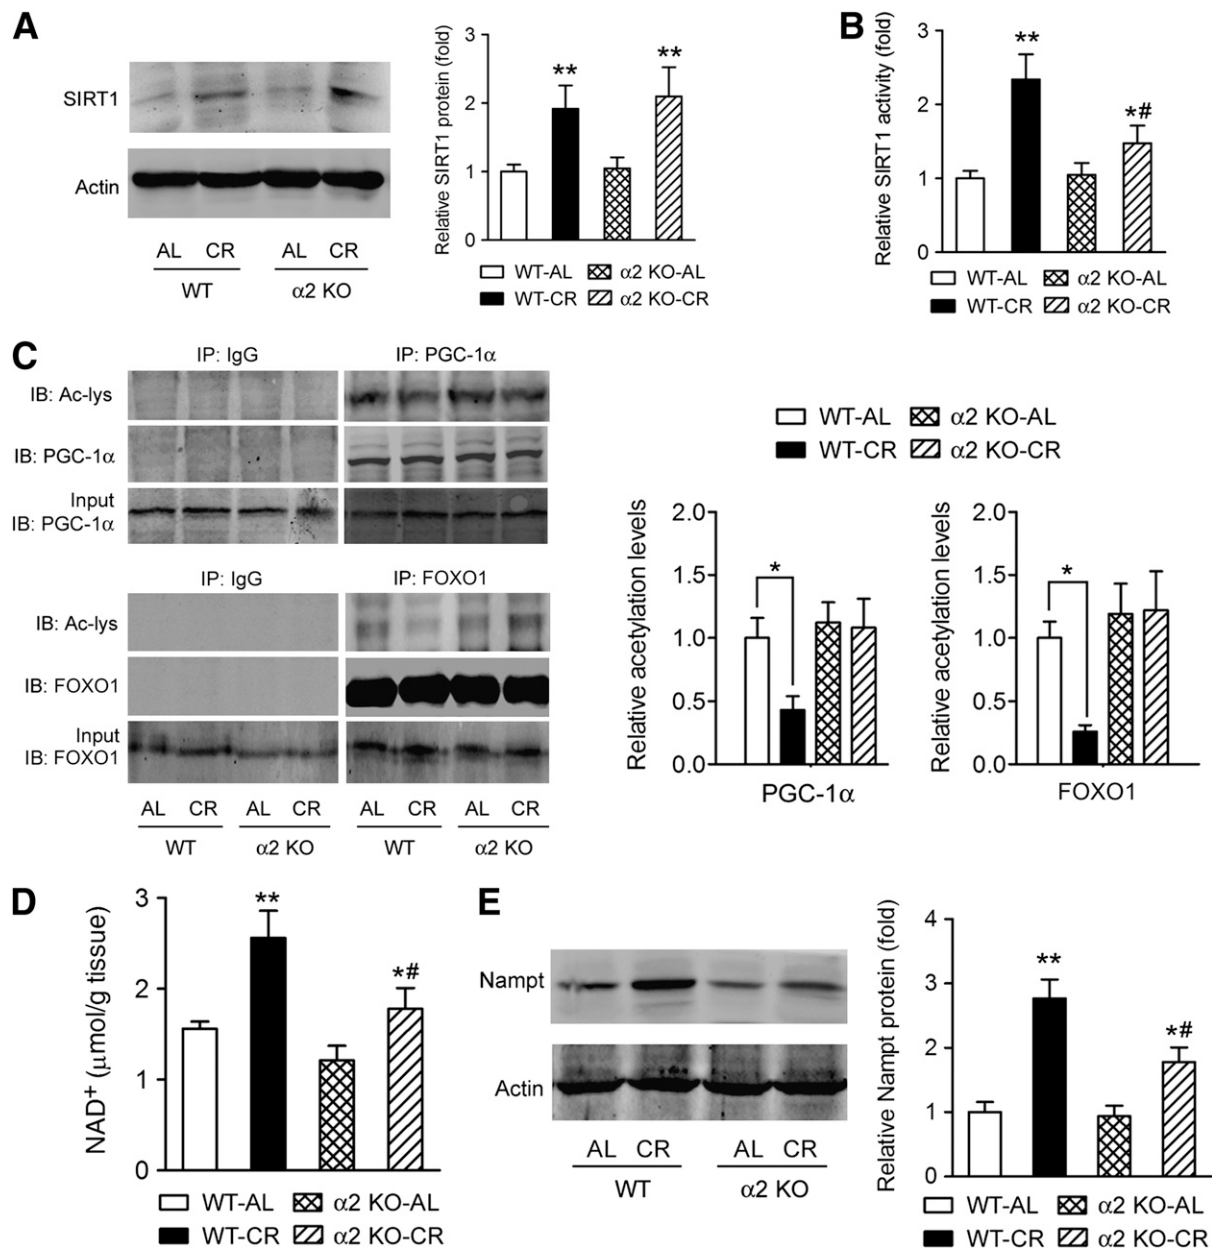 A
SIRT1
Actin
AL CR AL CR
WT α2 KO
Relative SIRT1 protein (fold)
3
2
1
0
** **
WT-AL α2 KO-AL
WT-CR α2 KO-CR
B
Relative SIRT1 activity (fold)
3
2
1
0
** *#
WT-AL α2 KO-AL
WT-CR α2 KO-CR
C
IP: IgG IP: PGC-1α
IB: Ac-lys
IB: PGC-1α
Input
IB: PGC-1α
IP: IgG IP: FOXO1
IB: Ac-lys
IB: FOXO1
Input
IB: FOXO1
AL CR AL CR AL CR AL CR
WT α2 KO WT α2 KO
WT-AL α2 KO-AL
WT-CR α2 KO-CR
Relative acetylation levels
2.0
1.5
1.0
0.5
0.0
*
PGC-1α
Relative acetylation levels
2.0
1.5
1.0
0.5
0.0
*
FOXO1
D
NAD+ (μmol/g tissue)
3
2
1
0
** *#
WT-AL α2 KO-AL
WT-CR α2 KO-CR
E
Nampt
Actin
AL CR AL CR
WT α2 KO
Relative Nampt protein (fold)
4
3
2
1
0
** *#
WT-AL α2 KO-AL
WT-CR α2 KO-CR